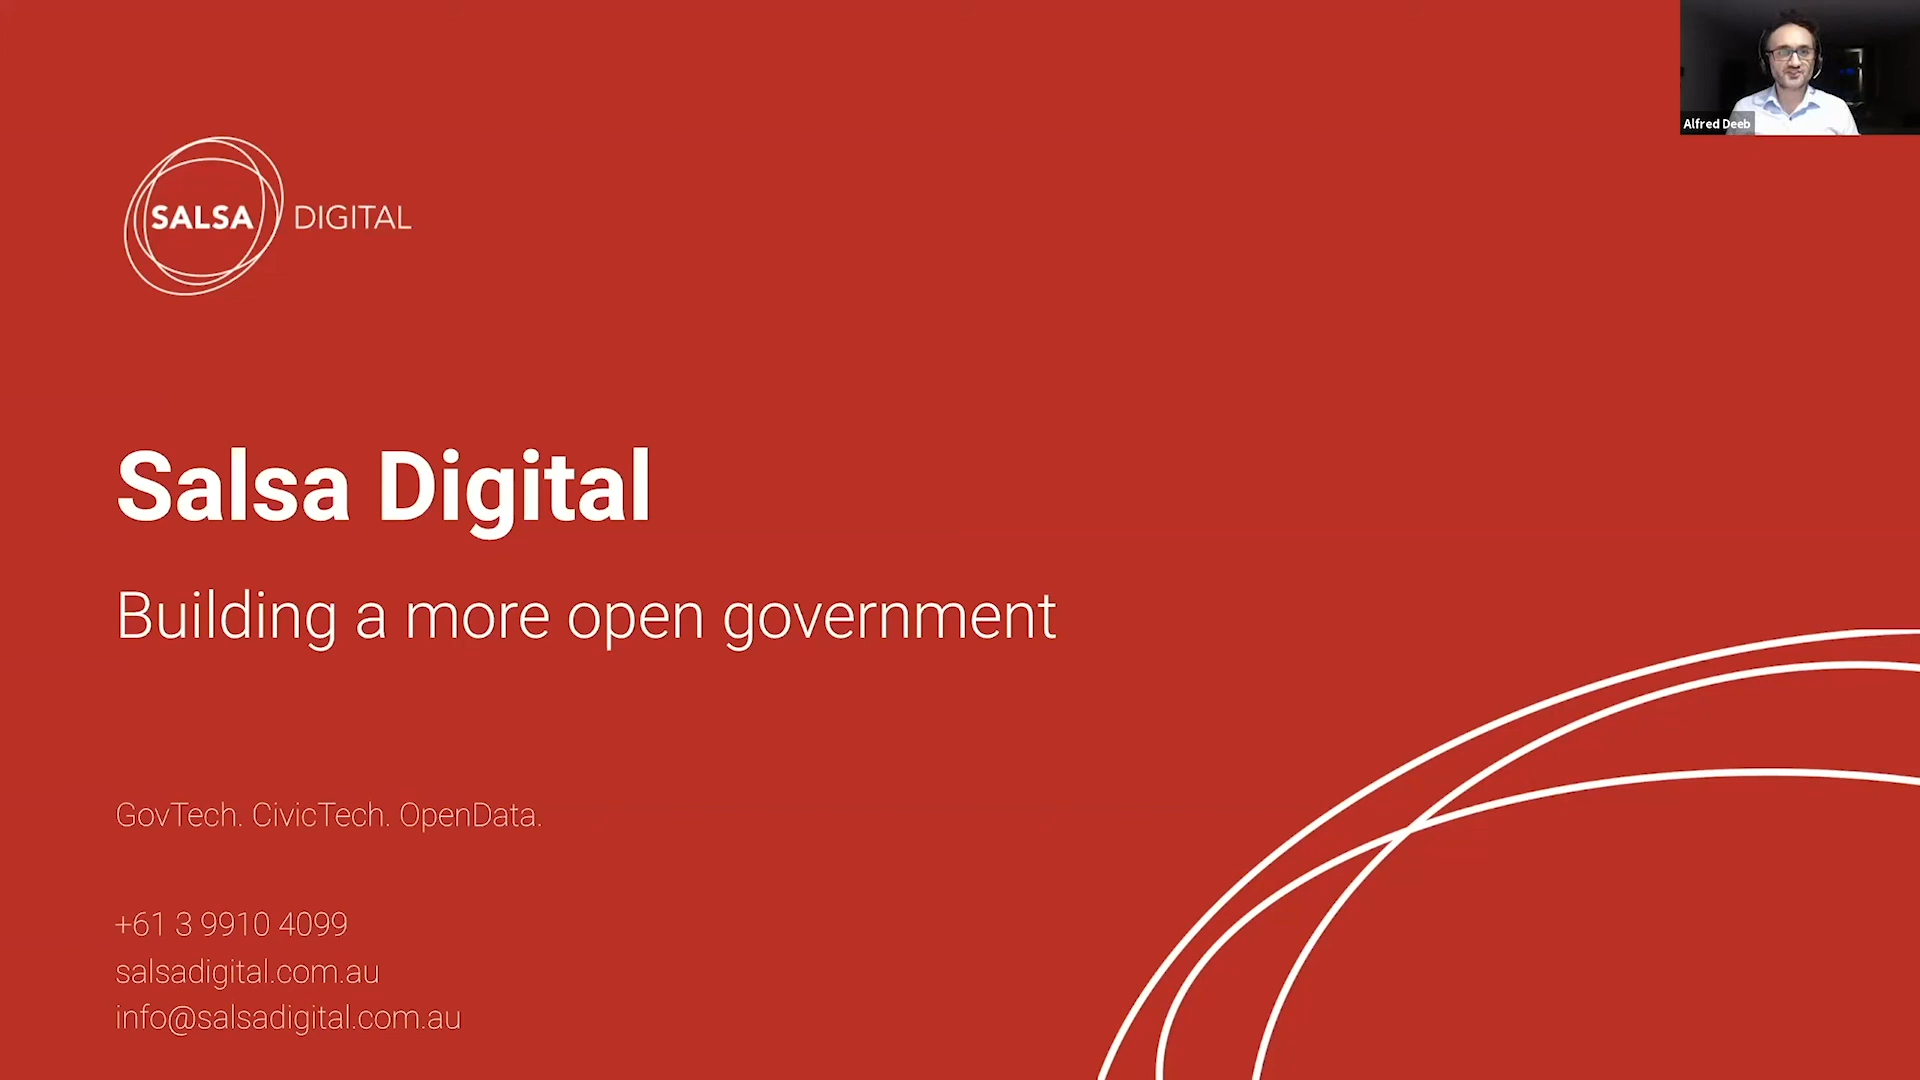 Alfred Deeb
SALSA DIGITAL
Salsa Digital
Building a more open government
GovTech. CivicTech. OpenData.
+61 3 9910 4099
salsadigital.com.au
info@salsadigital.com.au